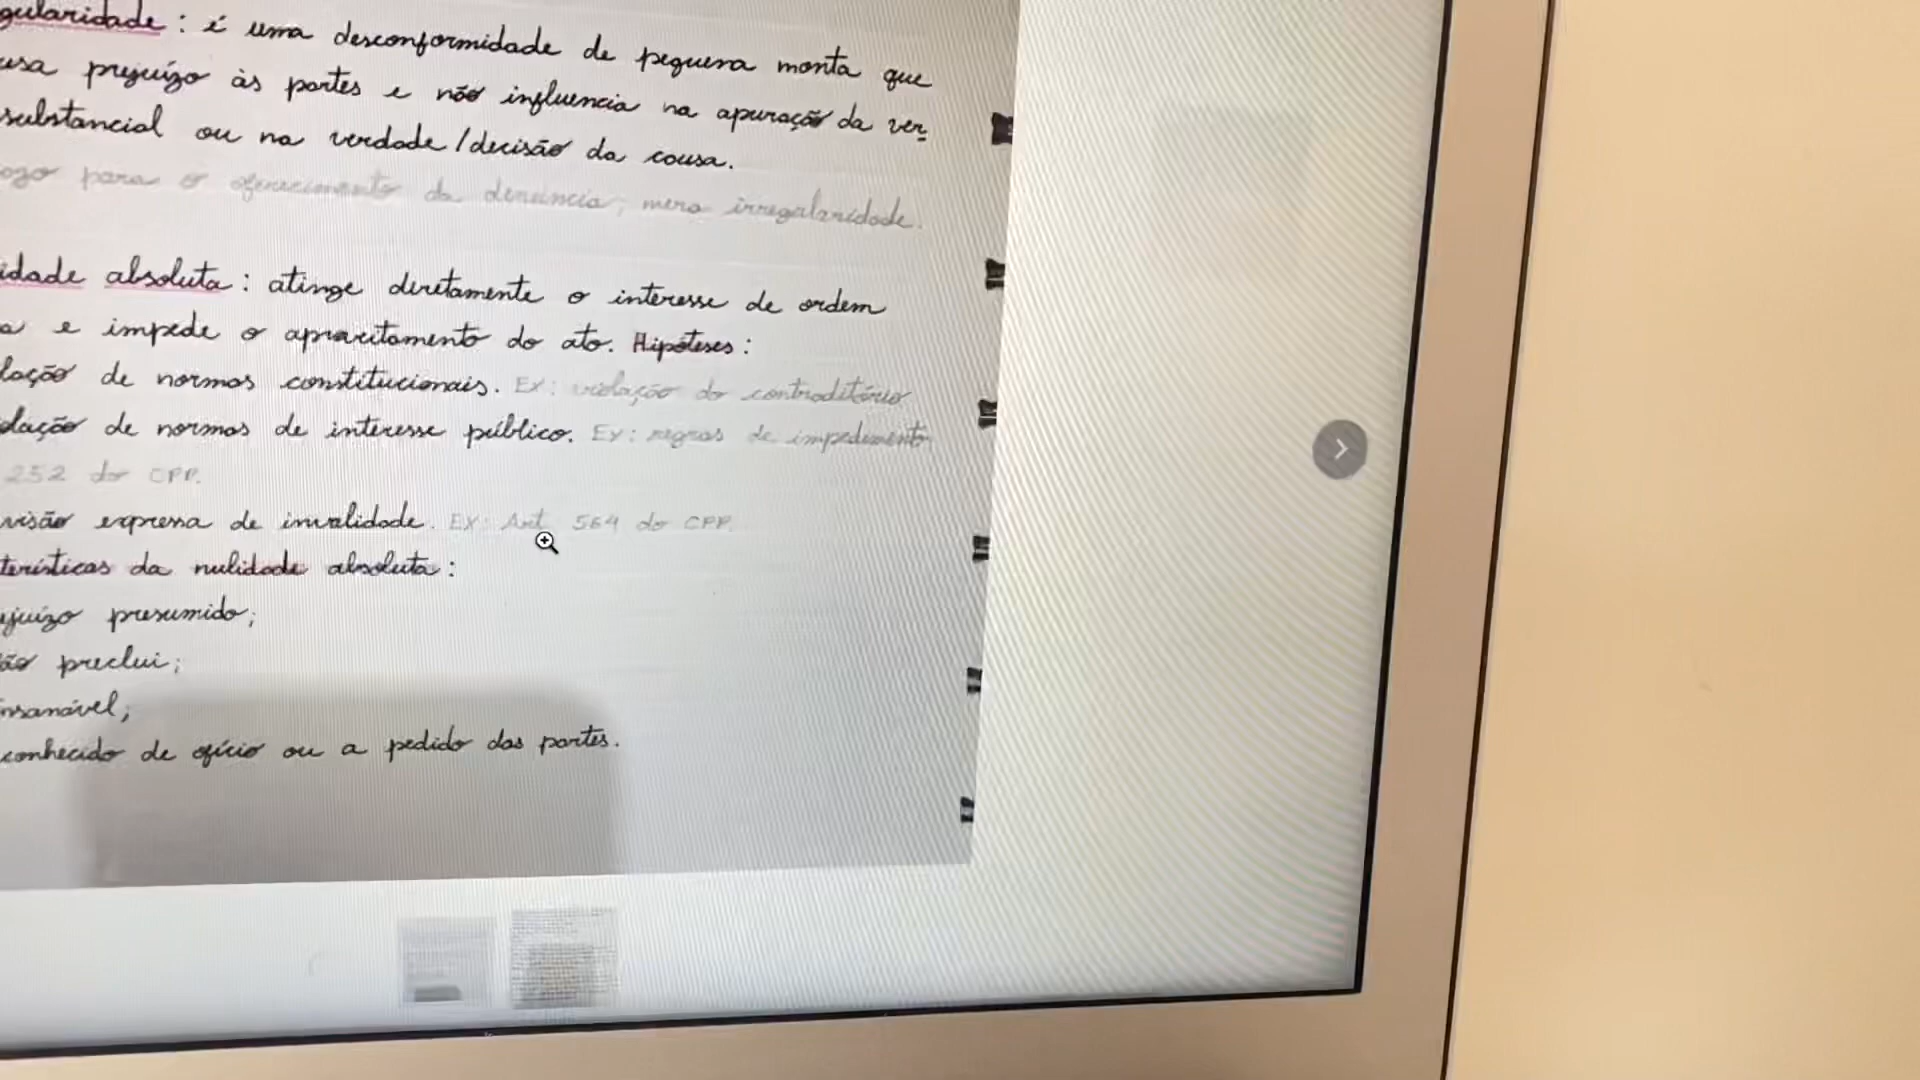 gularidade : é uma desconformidade de pequena monta que
usa prejuízo às partes e não influencia na apuração da ver
substancial ou na verdade/decisão da causa.
azo para o oferecimento da denúncia; mera irregularidade.
idade absoluta : atinge diretamente o interesse de ordem
a e impede o aproveitamento do ato. Hipóteses :
lação de normas constitucionais. Ex : violação do contraditório
olação de normas de interesse público. Ex : regras de impedimento,
252 do CPP.
visão expressa de invalidade. Ex : Art. 564 do CPP.
terísticas da nulidade absoluta :
ejuízo presumido;
ão preclui;
insanável;
conhecido de ofício ou a pedido das partes.